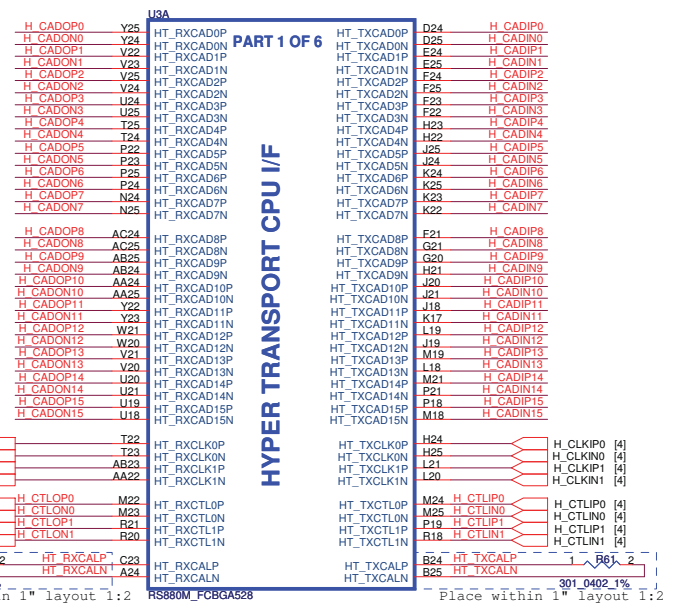 U3A
PART 1 OF 6
HYPER TRANSPORT CPU I/F
H_CADOP0 Y25 HT_RXCAD0P HT_TXCAD0P D24 H_CADIP0
H_CADON0 Y24 HT_RXCAD0N HT_TXCAD0N D25 H_CADIN0
H_CADOP1 V22 HT_RXCAD1P HT_TXCAD1P E24 H_CADIP1
H_CADON1 V23 HT_RXCAD1N HT_TXCAD1N E25 H_CADIN1
H_CADOP2 V25 HT_RXCAD2P HT_TXCAD2P F24 H_CADIP2
H_CADON2 V24 HT_RXCAD2N HT_TXCAD2N F25 H_CADIN2
H_CADOP3 U24 HT_RXCAD3P HT_TXCAD3P F23 H_CADIP3
H_CADON3 U25 HT_RXCAD3N HT_TXCAD3N F22 H_CADIN3
H_CADOP4 T25 HT_RXCAD4P HT_TXCAD4P H23 H_CADIP4
H_CADON4 T24 HT_RXCAD4N HT_TXCAD4N H22 H_CADIN4
H_CADOP5 P22 HT_RXCAD5P HT_TXCAD5P J25 H_CADIP5
H_CADON5 P23 HT_RXCAD5N HT_TXCAD5N J24 H_CADIN5
H_CADOP6 P25 HT_RXCAD6P HT_TXCAD6P K24 H_CADIP6
H_CADON6 P24 HT_RXCAD6N HT_TXCAD6N K25 H_CADIN6
H_CADOP7 N24 HT_RXCAD7P HT_TXCAD7P K23 H_CADIP7
H_CADON7 N25 HT_RXCAD7N HT_TXCAD7N K22 H_CADIN7
H_CADOP8 AC24 HT_RXCAD8P HT_TXCAD8P F21 H_CADIP8
H_CADON8 AC25 HT_RXCAD8N HT_TXCAD8N G21 H_CADIN8
H_CADOP9 AB25 HT_RXCAD9P HT_TXCAD9P G20 H_CADIP9
H_CADON9 AB24 HT_RXCAD9N HT_TXCAD9N H21 H_CADIN9
H_CADOP10 AA24 HT_RXCAD10P HT_TXCAD10P J20 H_CADIP10
H_CADON10 AA25 HT_RXCAD10N HT_TXCAD10N J21 H_CADIN10
H_CADOP11 Y22 HT_RXCAD11P HT_TXCAD11P J18 H_CADIP11
H_CADON11 Y23 HT_RXCAD11N HT_TXCAD11N K17 H_CADIN11
H_CADOP12 W21 HT_RXCAD12P HT_TXCAD12P L19 H_CADIP12
H_CADON12 W20 HT_RXCAD12N HT_TXCAD12N J19 H_CADIN12
H_CADOP13 V21 HT_RXCAD13P HT_TXCAD13P M19 H_CADIP13
H_CADON13 V20 HT_RXCAD13N HT_TXCAD13N L18 H_CADIN13
H_CADOP14 U20 HT_RXCAD14P HT_TXCAD14P M21 H_CADIP14
H_CADON14 U21 HT_RXCAD14N HT_TXCAD14N P21 H_CADIN14
H_CADOP15 U19 HT_RXCAD15P HT_TXCAD15P P18 H_CADIP15
H_CADON15 U18 HT_RXCAD15N HT_TXCAD15N M18 H_CADIN15
T22 HT_RXCLK0P HT_TXCLK0P H24 H_CLKIP0 [4]
T23 HT_RXCLK0N HT_TXCLK0N H25 H_CLKIN0 [4]
AB23 HT_RXCLK1P HT_TXCLK1P L21 H_CLKIP1 [4]
AA22 HT_RXCLK1N HT_TXCLK1N L20 H_CLKIN1 [4]
H_CTLOP0 M22 HT_RXCTL0P HT_TXCTL0P M24 H_CTLIP0 H_CTLIP0 [4]
H_CTLON0 M23 HT_RXCTL0N HT_TXCTL0N M25 H_CTLIN0 H_CTLIN0 [4]
H_CTLOP1 R21 HT_RXCTL1P HT_TXCTL1P P19 H_CTLIP1 H_CTLIP1 [4]
H_CTLON1 R20 HT_RXCTL1N HT_TXCTL1N R18 H_CTLIN1 H_CTLIN1 [4]
2 HT_RXCALP C23 HT_RXCALP HT_TXCALP B24 HT_TXCALP 1 R61 2
HT_RXCALN A24 HT_RXCALN HT_TXCALN B25 HT_TXCALN
301_0402_1%
n 1" layout 1:2 RS880M_FCBGA528 Place within 1" layout 1:2